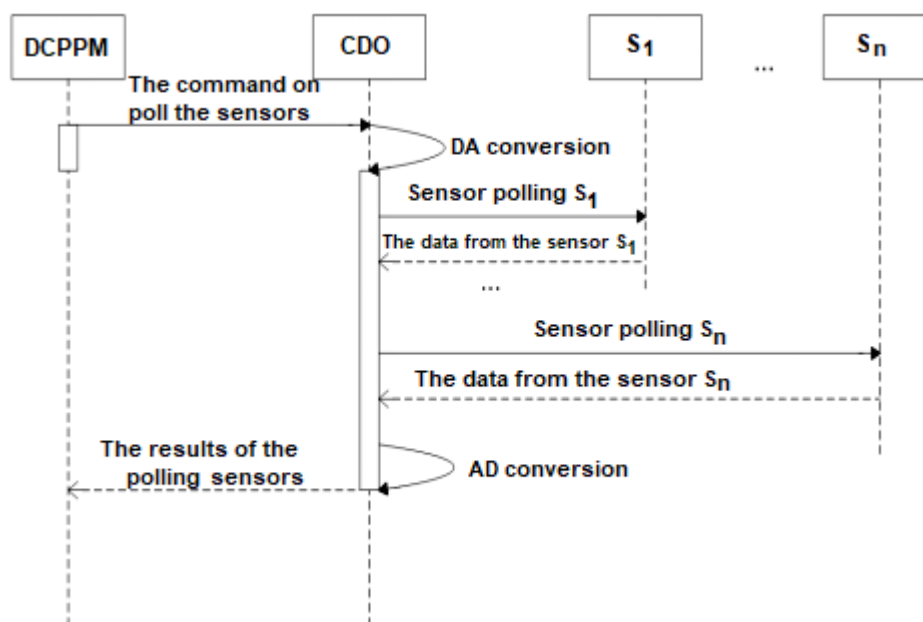 DCPPM
CDO
S1
...
Sn
The command on
poll the sensors
DA conversion
Sensor polling S1
The data from the sensor S1
...
Sensor polling Sn
The data from the sensor Sn
The results of the
polling sensors
AD conversion